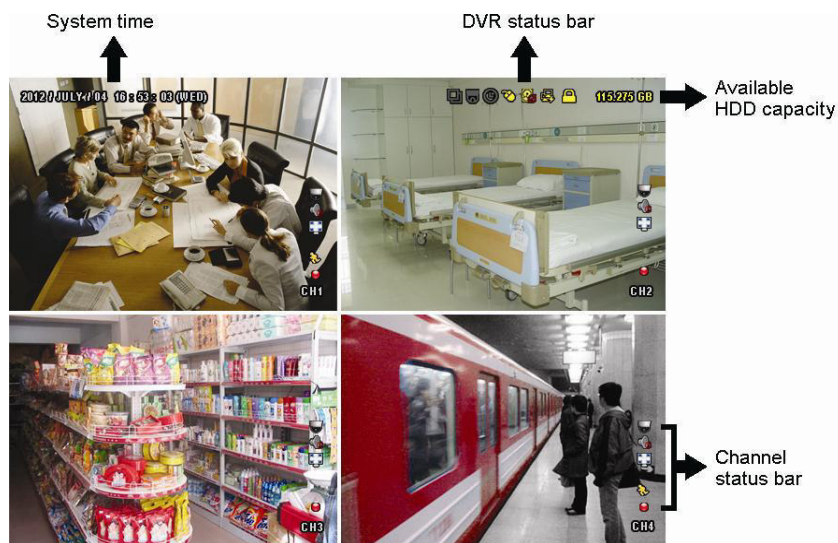 System time
DVR status bar
2012 / JULY / 04 16 : 53 : 03 (WED)
115.275 GB
Available
HDD capacity
CH1
CH2
Channel
status bar
CH3
CH4